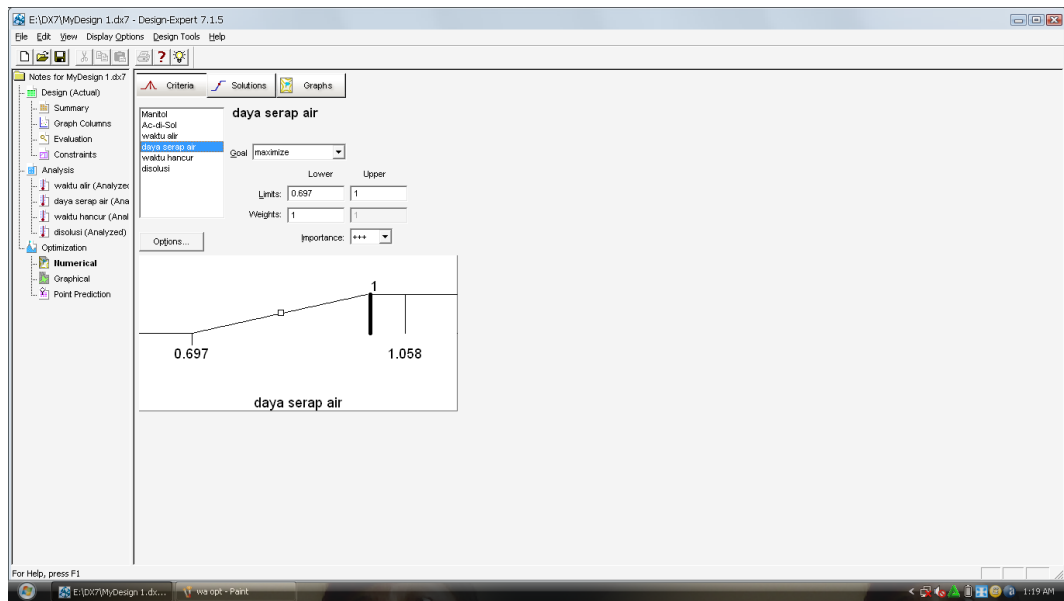 E:\DX7\MyDesign 1.dx7 - Design-Expert 7.1.5
File Edit View Display Options Design Tools Help
Notes for MyDesign 1.dx7
Design (Actual)
Summary
Graph Columns
Evaluation
Constraints
Analysis
waktu alir (Analyzed
daya serap air (Ana
waktu hancur (Anal
disolusi (Analyzed)
Optimization
Numerical
Graphical
Point Prediction
Criteria Solutions Graphs
Manitol
Ac-di-Sol
waktu alir
daya serap air
waktu hancur
disolusi
daya serap air
Goal maximize
Lower Upper
Limits: 0.697 1
Weights: 1 1
Options... Importance: +++
1
0.697 1.058
daya serap air
For Help, press F1
E:\DX7\MyDesign 1.dx... wa opt - Paint 1:19 AM